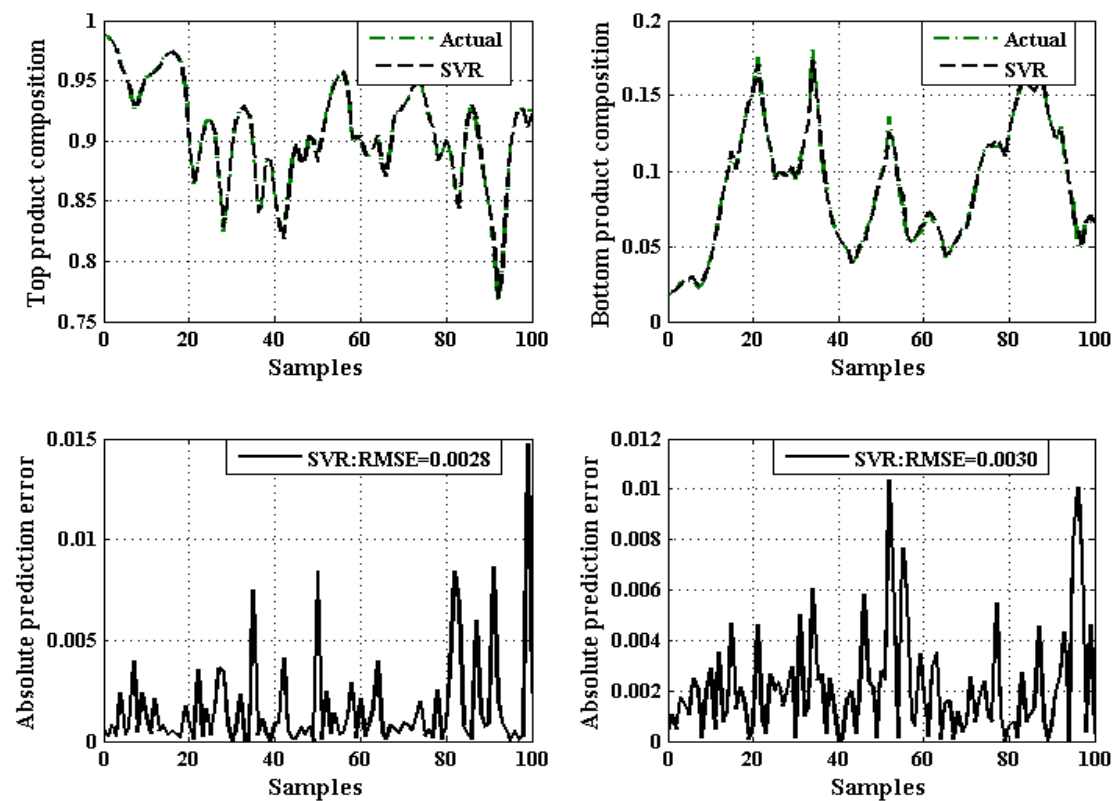 1
0.95
0.9
0.85
0.8
0.75
0 20 40 60 80 100
Top product composition
Samples
Actual
SVR
0.2
0.15
0.1
0.05
0
0 20 40 60 80 100
Bottom product composition
Samples
Actual
SVR
0.015
0.01
0.005
0
0 20 40 60 80 100
Absolute prediction error
Samples
SVR:RMSE=0.0028
0.012
0.01
0.008
0.006
0.004
0.002
0
0 20 40 60 80 100
Absolute prediction error
Samples
SVR:RMSE=0.0030